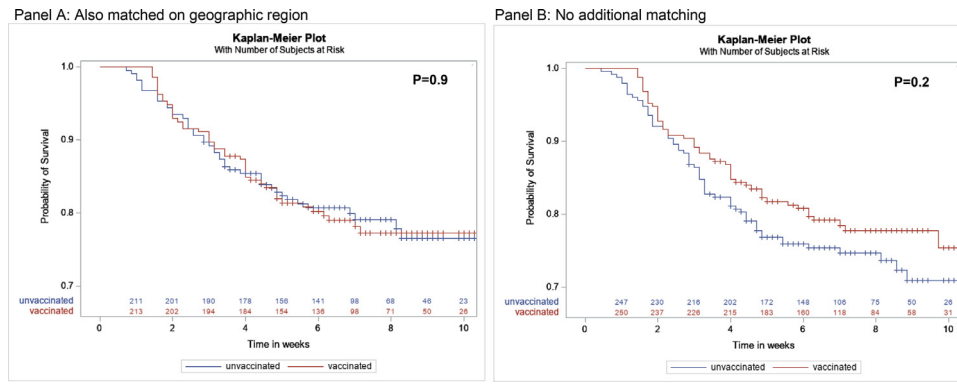 Panel A: Also matched on geographic region
Kaplan-Meier Plot
With Number of Subjects at Risk
P=0.9
1.0
0.9
0.8
0.7
Probability of Survival
unvaccinated 211 201 190 178 156 141 98 68 46 23
vaccinated 213 202 194 184 154 136 98 71 50 26
0 2 4 6 8 10
Time in weeks
unvaccinated vaccinated
Panel B: No additional matching
Kaplan-Meier Plot
With Number of Subjects at Risk
P=0.2
1.0
0.9
0.8
0.7
Probability of Survival
unvaccinated 247 230 216 202 172 148 106 75 50 26
vaccinated 250 237 226 215 183 160 118 84 58 31
0 2 4 6 8 10
Time in weeks
unvaccinated vaccinated